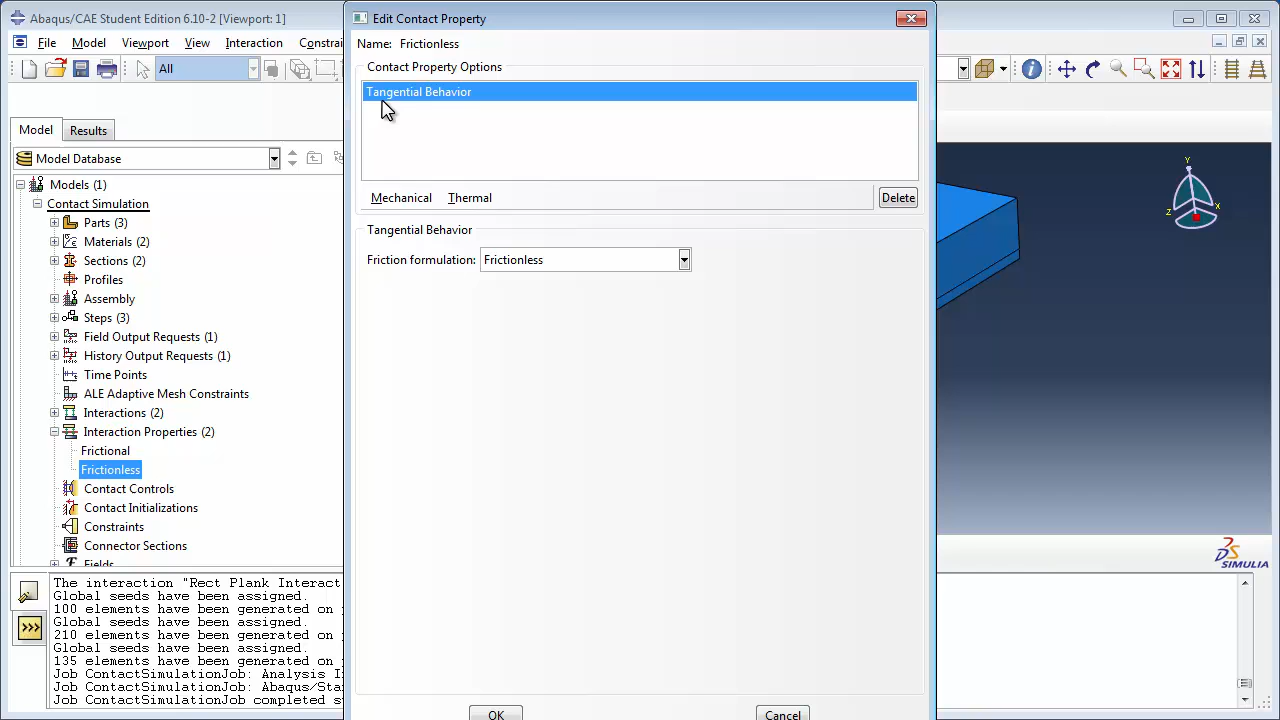 Abaqus/CAE Student Edition 6.10-2 [Viewport: 1]
File Model Viewport View Interaction Constrai
All
Model Results
Model Database
Models (1)
Contact Simulation
Parts (3)
Materials (2)
Sections (2)
Profiles
Assembly
Steps (3)
Field Output Requests (1)
History Output Requests (1)
Time Points
ALE Adaptive Mesh Constraints
Interactions (2)
Interaction Properties (2)
Frictional
Frictionless
Contact Controls
Contact Initializations
Constraints
Connector Sections
Fields
The interaction "Rect Plank Interact
Global seeds have been assigned.
100 elements have been generated on
Global seeds have been assigned.
210 elements have been generated on
Global seeds have been assigned.
135 elements have been generated on
Job ContactSimulationJob: Analysis I
Job ContactSimulationJob: Abaqus/Sta
Job ContactSimulationJob completed s
Edit Contact Property
Name: Frictionless
Contact Property Options
Tangential Behavior
Mechanical Thermal Delete
Tangential Behavior
Friction formulation: Frictionless
OK Cancel
Y
X
Z
SIMULIA